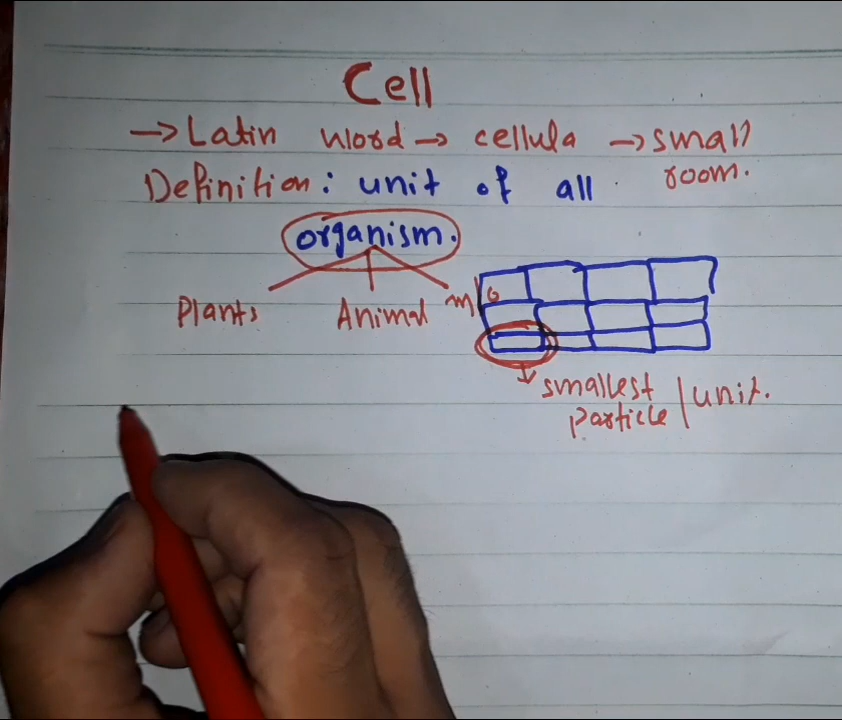 Cell
→ Latin word → cellula → small
room.
Definition: unit of all
organism.
Plants Animal m/o
smallest
particle / unit.